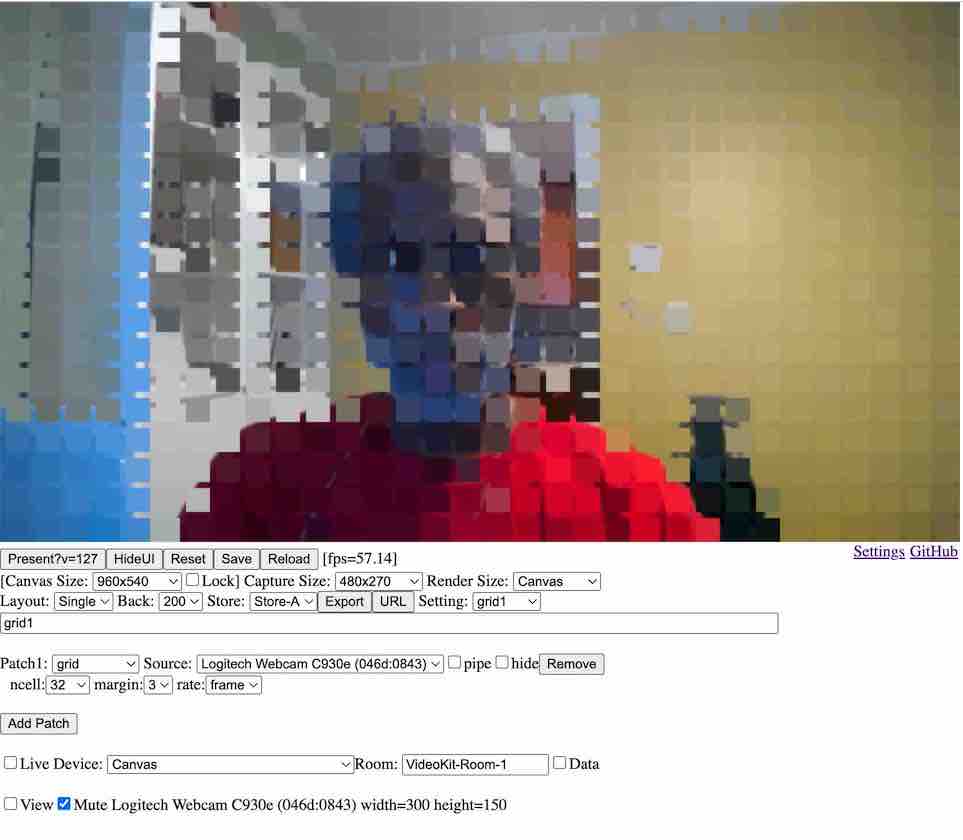 Present?v=127 HideUI Reset Save Reload [fps=57.14] Settings GitHub
[Canvas Size: 960x540 Lock] Capture Size: 480x270 Render Size: Canvas
Layout: Single Back: 200 Store: Store-A Export URL Setting: grid1
grid1
Patch1: grid Source: Logitech Webcam C930e (046d:0843) pipe hide Remove
ncell: 32 margin: 3 rate: frame
Add Patch
Live Device: Canvas Room: VideoKit-Room-1 Data
View Mute Logitech Webcam C930e (046d:0843) width=300 height=150